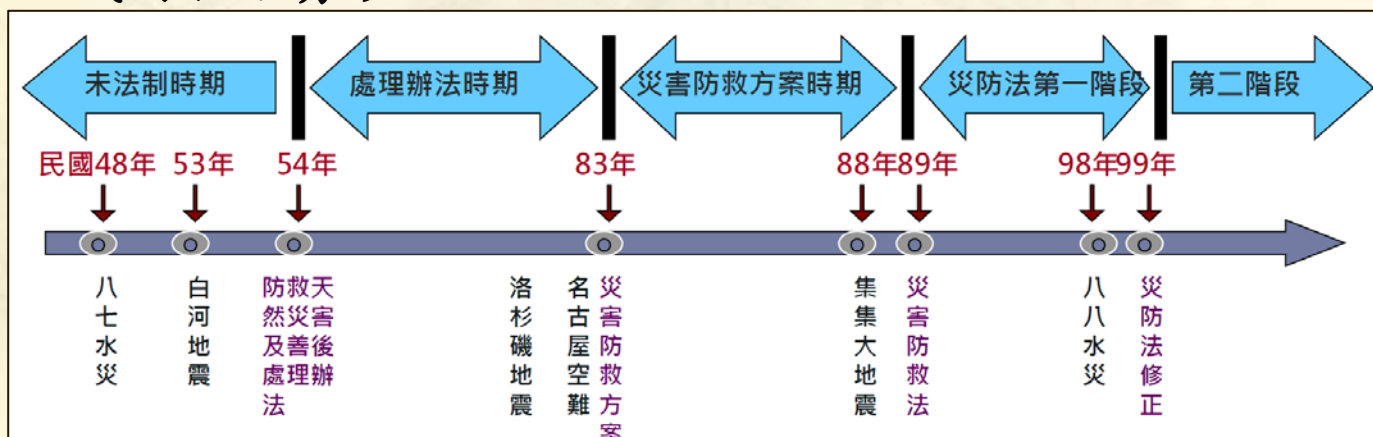 未法制時期
處理辦法時期
災害防救方案時期
災防法第一階段
第二階段
民國48年
53年
54年
83年
88年
89年
98年
99年
八七水災
白河地震
防救天
然災害
及善後
處理辦
法
洛杉磯地震
名古屋空難
災害防救方案
集集大地震
災害防救法
八八水災
災防法修正